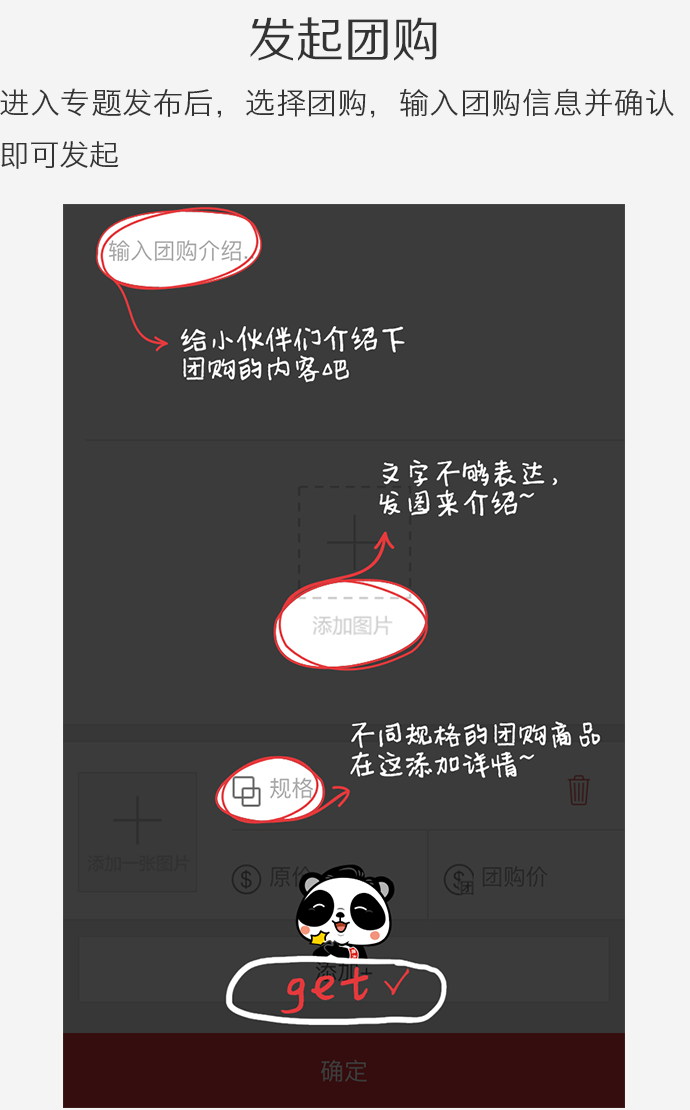 发起团购
进入专题发布后，选择团购，输入团购信息并确认
即可发起
输入团购介绍..
给小伙伴们介绍下
团购的内容吧
文字不够表达，
发图来介绍~
添加图片
不同规格的团购商品
在这添加详情~
规格
添加一张图片
原价
团购价
添加+
get✓
确定